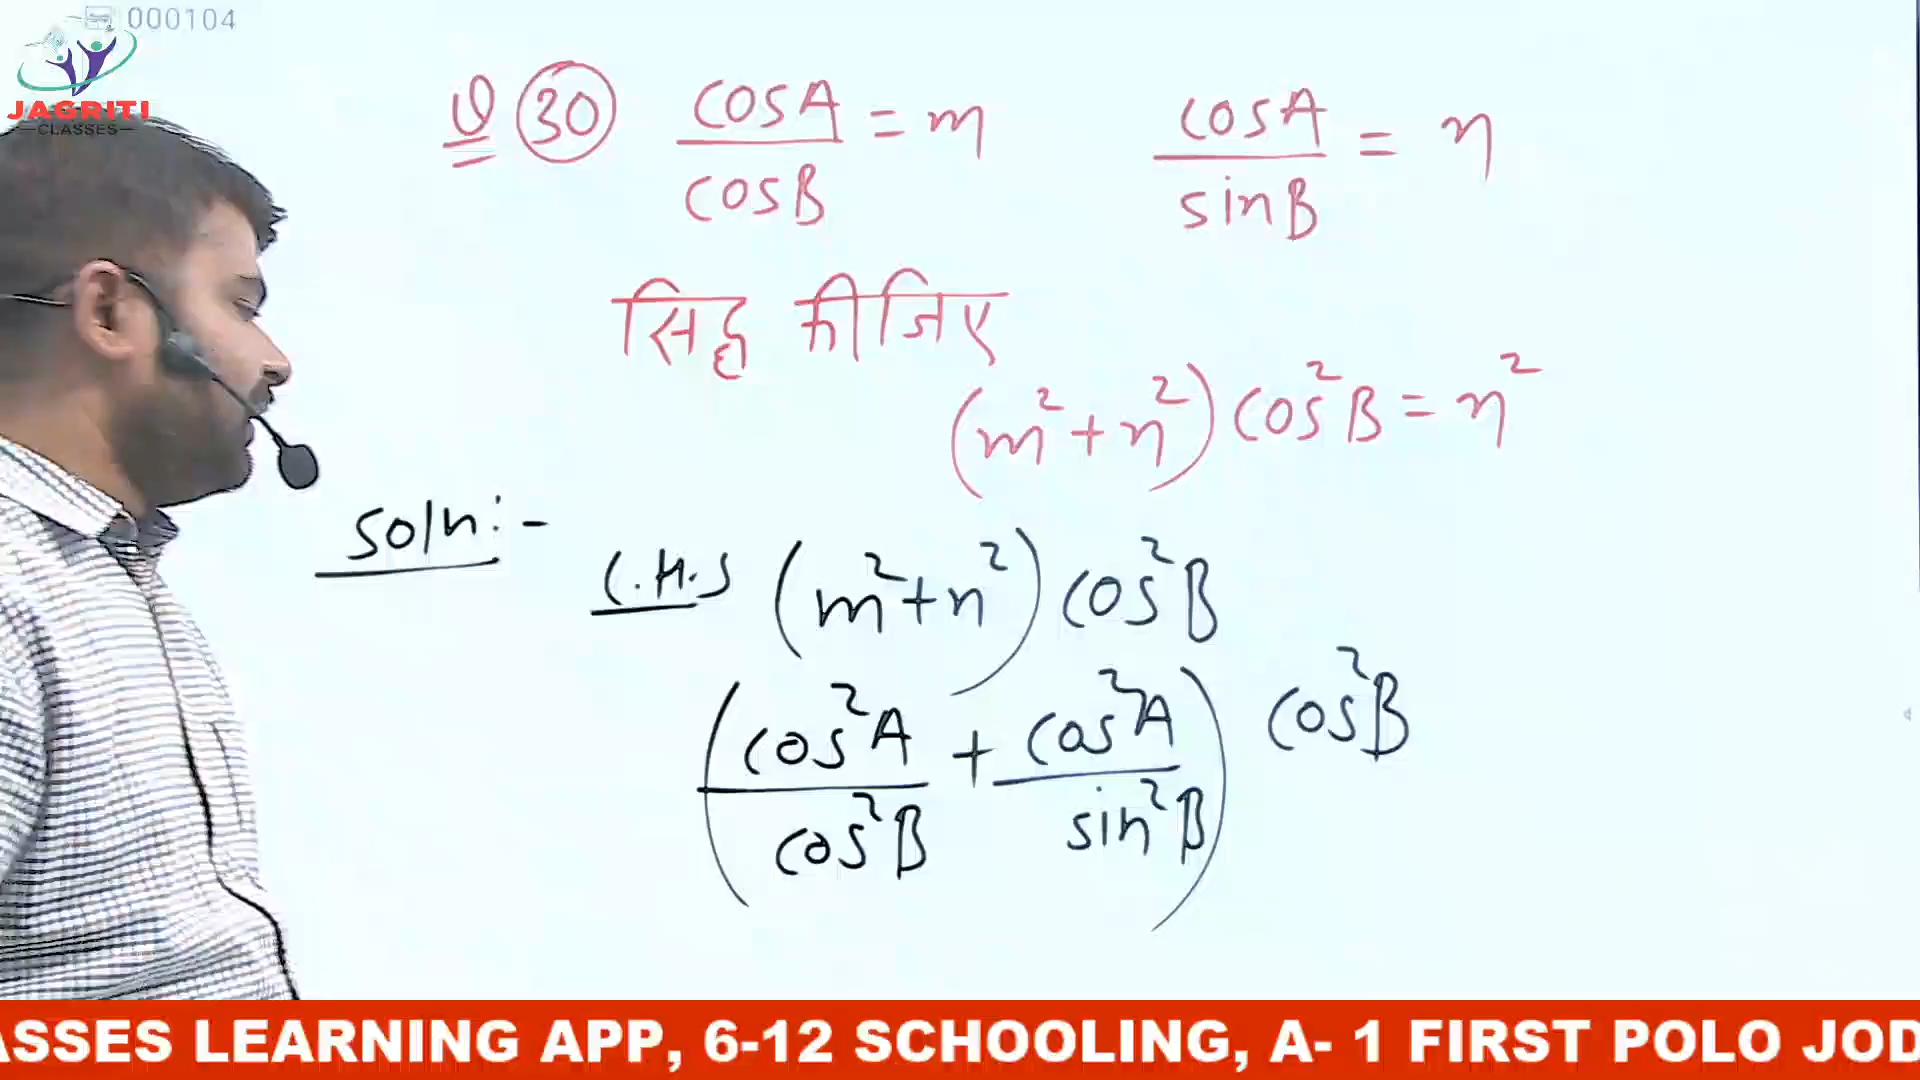 000104
JAGRITI
CLASSES
Q 30 cosA/cosB = m cosA/sinB = n
सिद्ध कीजिए
(m²+n²) cos²B = n²
Soln:-
L.H.S (m²+n²) cos²B
(cos²A/cos²B + cos²A/sin²B) cos²B
ASSES LEARNING APP, 6-12 SCHOOLING, A- 1 FIRST POLO JOD